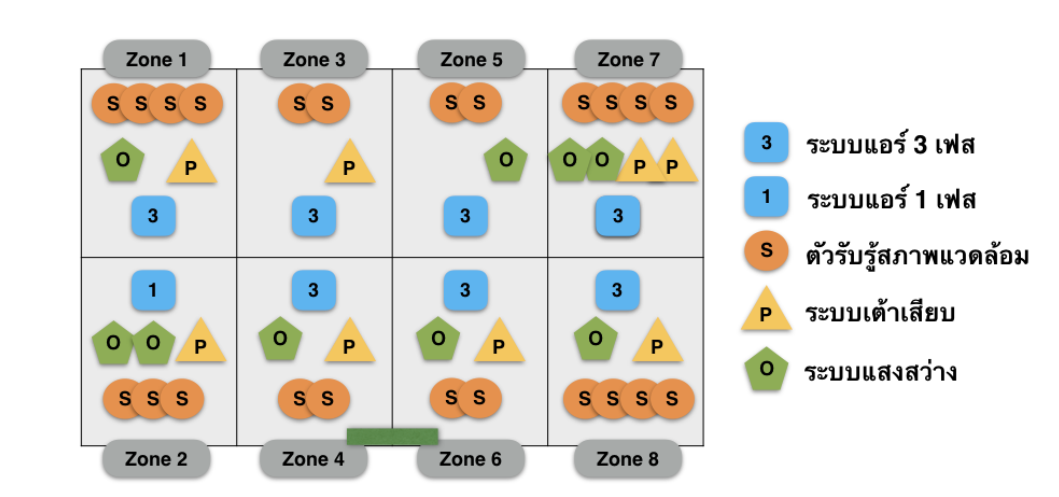 Zone 1 Zone 3 Zone 5 Zone 7
S S S S S S S S S S S S
O P P O O O P P
3 3 3 3
1 3 3 3
O O P O P O P O P
S S S S S S S S S S S
Zone 2 Zone 4 Zone 6 Zone 8
3 ระบบแอร์ 3 เฟส
1 ระบบแอร์ 1 เฟส
S ตัวรับรู้สภาพแวดล้อม
P ระบบเต้าเสียบ
O ระบบแสงสว่าง